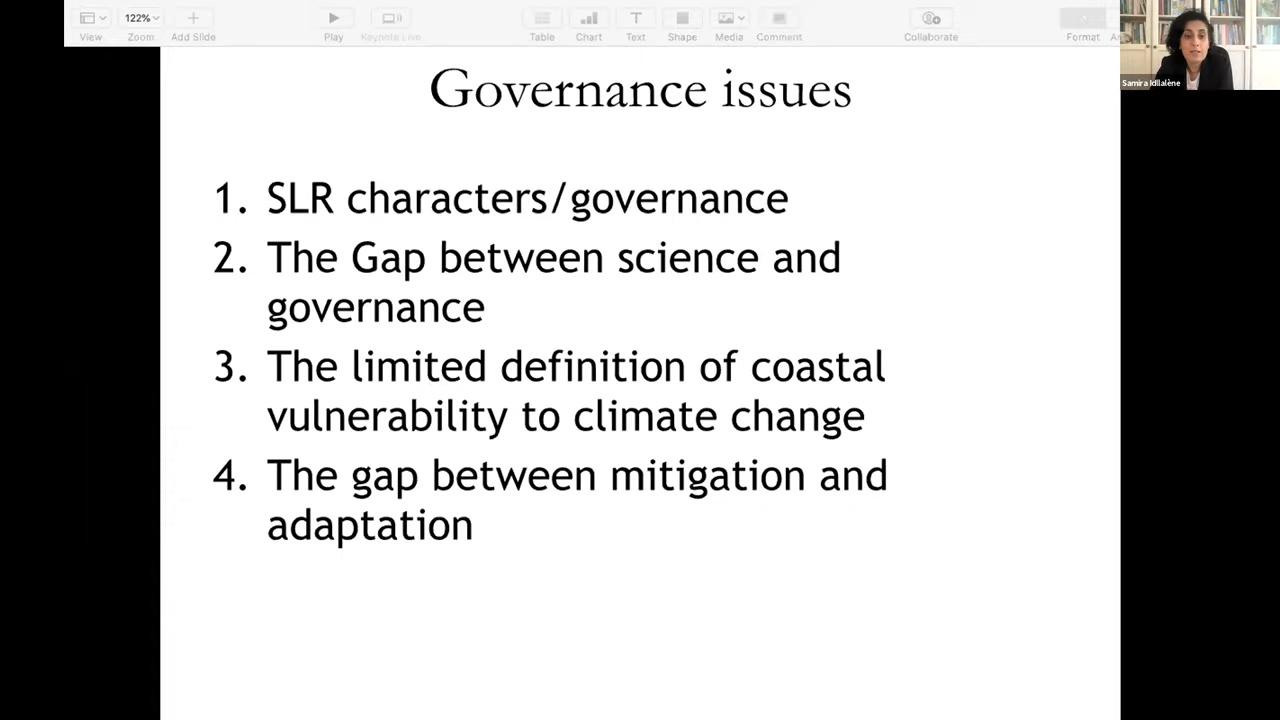 122%
View
Zoom
Add Slide
Play
Keynote Live
Table
Chart
Text
Shape
Media
Comment
Collaborate
Format
Samira Idllalène
Governance issues
1. SLR characters/governance
2. The Gap between science and
governance
3. The limited definition of coastal
vulnerability to climate change
4. The gap between mitigation and
adaptation